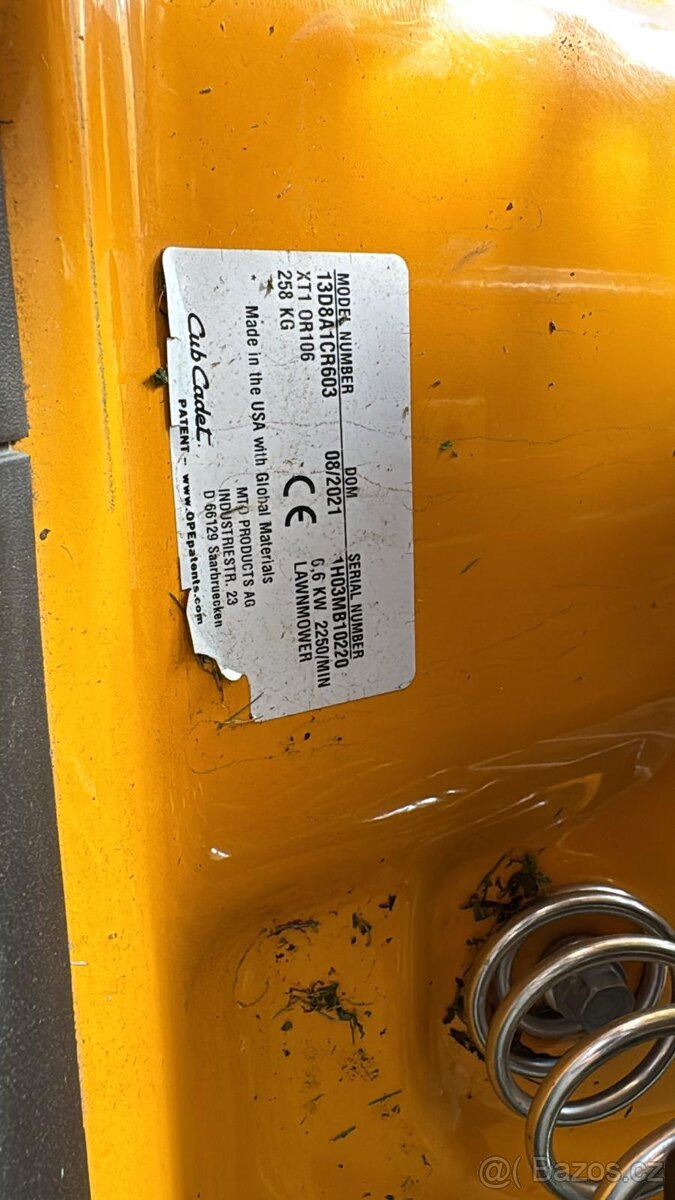 MODEL NUMBER DOM SERIAL NUMBER
13D8A1CR603 08/2021 1H03MB10220
XT1 OR106 6,6 KW 2250/MIN
258 KG LAWNMOWER
CE
* Made in the USA with Global Materials
MTD PRODUCTS AG
INDUSTRIESTR. 23
D 66129 Saarbruecken
Cub Cadet
PATENT - www.OPEpatents.com
@( Bazos.cz